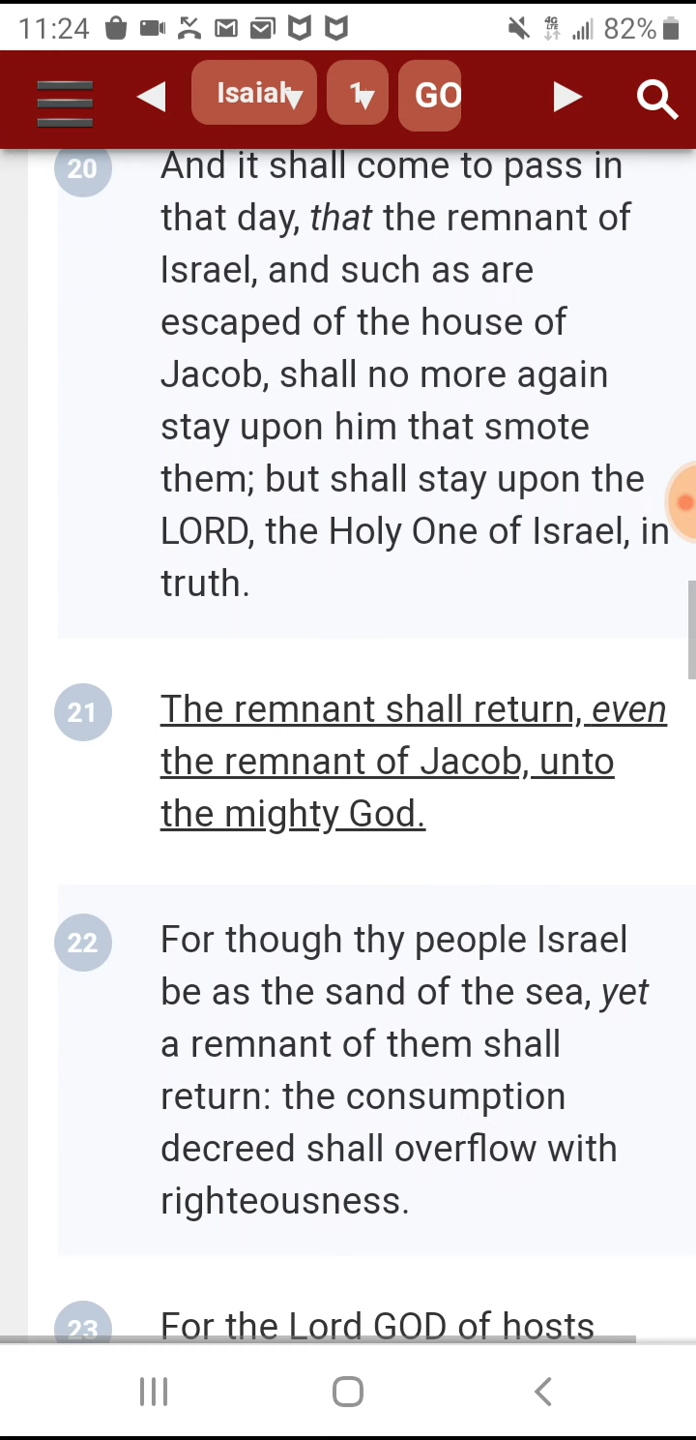 11:24 82%
Isaiah 1 GO
20 And it shall come to pass in
that day, that the remnant of
Israel, and such as are
escaped of the house of
Jacob, shall no more again
stay upon him that smote
them; but shall stay upon the
LORD, the Holy One of Israel, in
truth.
21 The remnant shall return, even
the remnant of Jacob, unto
the mighty God.
22 For though thy people Israel
be as the sand of the sea, yet
a remnant of them shall
return: the consumption
decreed shall overflow with
righteousness.
23 For the Lord GOD of hosts